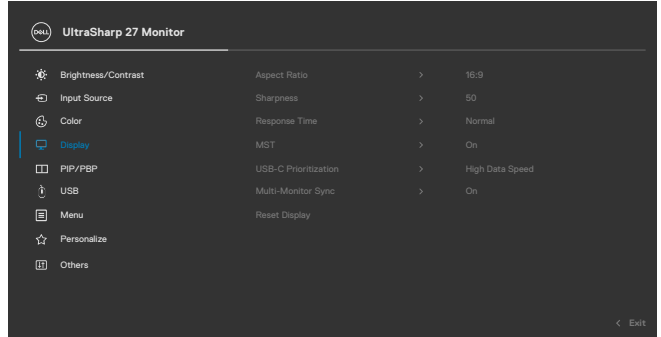 DELL UltraSharp 27 Monitor
Brightness/Contrast Aspect Ratio > 16:9
Input Source Sharpness > 50
Color Response Time > Normal
Display MST > On
PIP/PBP USB-C Prioritization > High Data Speed
USB Multi-Monitor Sync > On
Menu Reset Display
Personalize
Others
< Exit